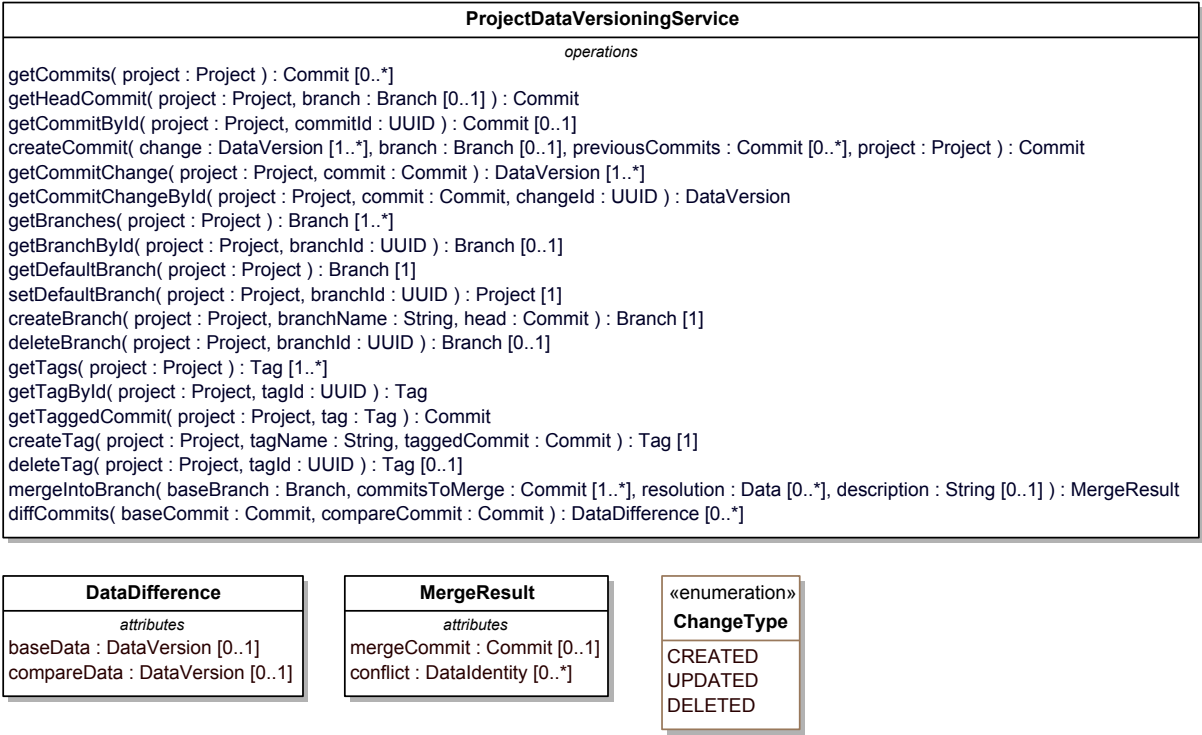 ProjectDataVersioningService
operations
getCommits( project : Project ) : Commit [0..*]
getHeadCommit( project : Project, branch : Branch [0..1] ) : Commit
getCommitById( project : Project, commitId : UUID ) : Commit [0..1]
createCommit( change : DataVersion [1..*], branch : Branch [0..1], previousCommits : Commit [0..*], project : Project ) : Commit
getCommitChange( project : Project, commit : Commit ) : DataVersion [1..*]
getCommitChangeById( project : Project, commit : Commit, changeId : UUID ) : DataVersion
getBranches( project : Project ) : Branch [1..*]
getBranchById( project : Project, branchId : UUID ) : Branch [0..1]
getDefaultBranch( project : Project ) : Branch [1]
setDefaultBranch( project : Project, branchId : UUID ) : Project [1]
createBranch( project : Project, branchName : String, head : Commit ) : Branch [1]
deleteBranch( project : Project, branchId : UUID ) : Branch [0..1]
getTags( project : Project ) : Tag [1..*]
getTagById( project : Project, tagId : UUID ) : Tag
getTaggedCommit( project : Project, tag : Tag ) : Commit
createTag( project : Project, tagName : String, taggedCommit : Commit ) : Tag [1]
deleteTag( project : Project, tagId : UUID ) : Tag [0..1]
mergeIntoBranch( baseBranch : Branch, commitsToMerge : Commit [1..*], resolution : Data [0..*], description : String [0..1] ) : MergeResult
diffCommits( baseCommit : Commit, compareCommit : Commit ) : DataDifference [0..*]
DataDifference
attributes
baseData : DataVersion [0..1]
compareData : DataVersion [0..1]
MergeResult
attributes
mergeCommit : Commit [0..1]
conflict : DataIdentity [0..*]
«enumeration»
ChangeType
CREATED
UPDATED
DELETED